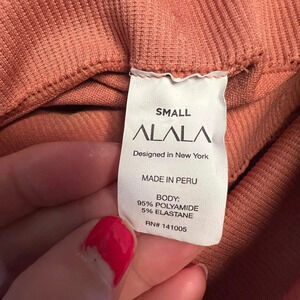 SMALL
ALALA
Designed in New York
MADE IN PERU
BODY:
95% POLYAMIDE
5% ELASTANE
RN# 141005